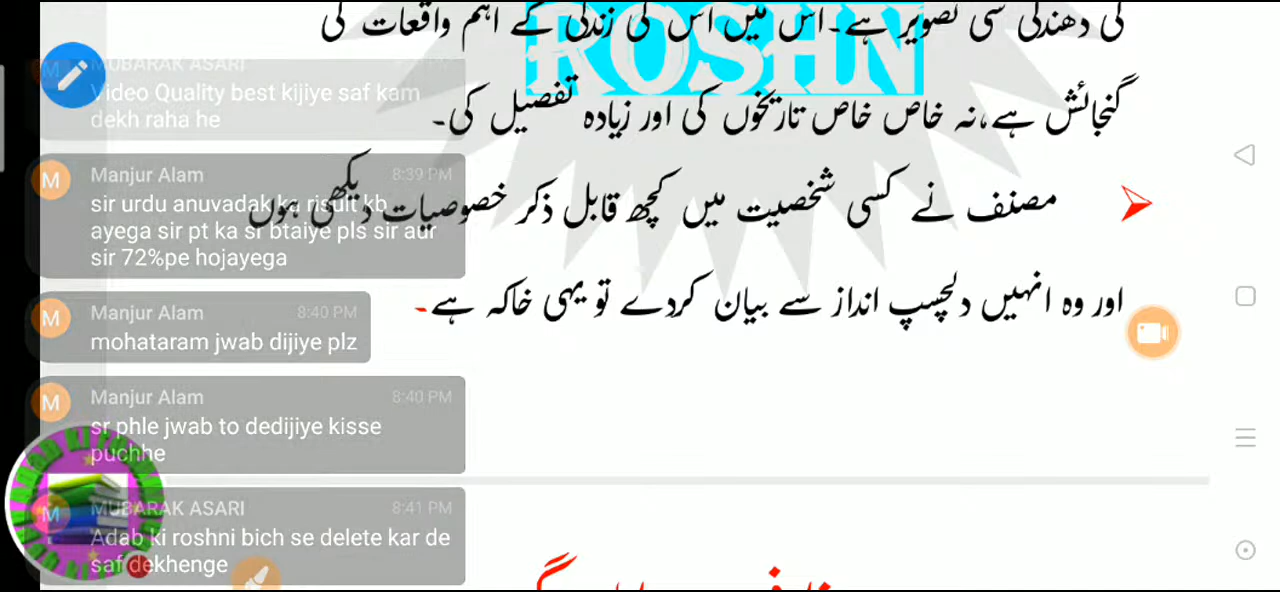 کی دھندلی سی تصویر ہے۔اس میں اس کی زندگی کے اہم واقعات کی
ROSHN
گنجائش ہے،نہ خاص خاص تاریخوں کی اور زیادہ تفصیل کی۔
مصنف نے کسی شخصیت میں کچھ قابل ذکر خصوصیات دیکھی ہوں
اور وہ انہیں دلچسپ انداز سے بیان کردے تو یہی خاکہ ہے۔
MUBARAK ASARI
Video Quality best kijiye saf kam
dekh raha he
M
Manjur Alam 8:39 PM
sir urdu anuvadak ka risult kb
ayega sir pt ka sr btaiye pls sir aur
sir 72%pe hojayega
M
Manjur Alam 8:40 PM
mohataram jwab dijiye plz
M
Manjur Alam 8:40 PM
sr phle jwab to dedijiye kisse
puchhe
M
MUBARAK ASARI 8:41 PM
Adab ki roshni bich se delete kar de
saf dekhenge